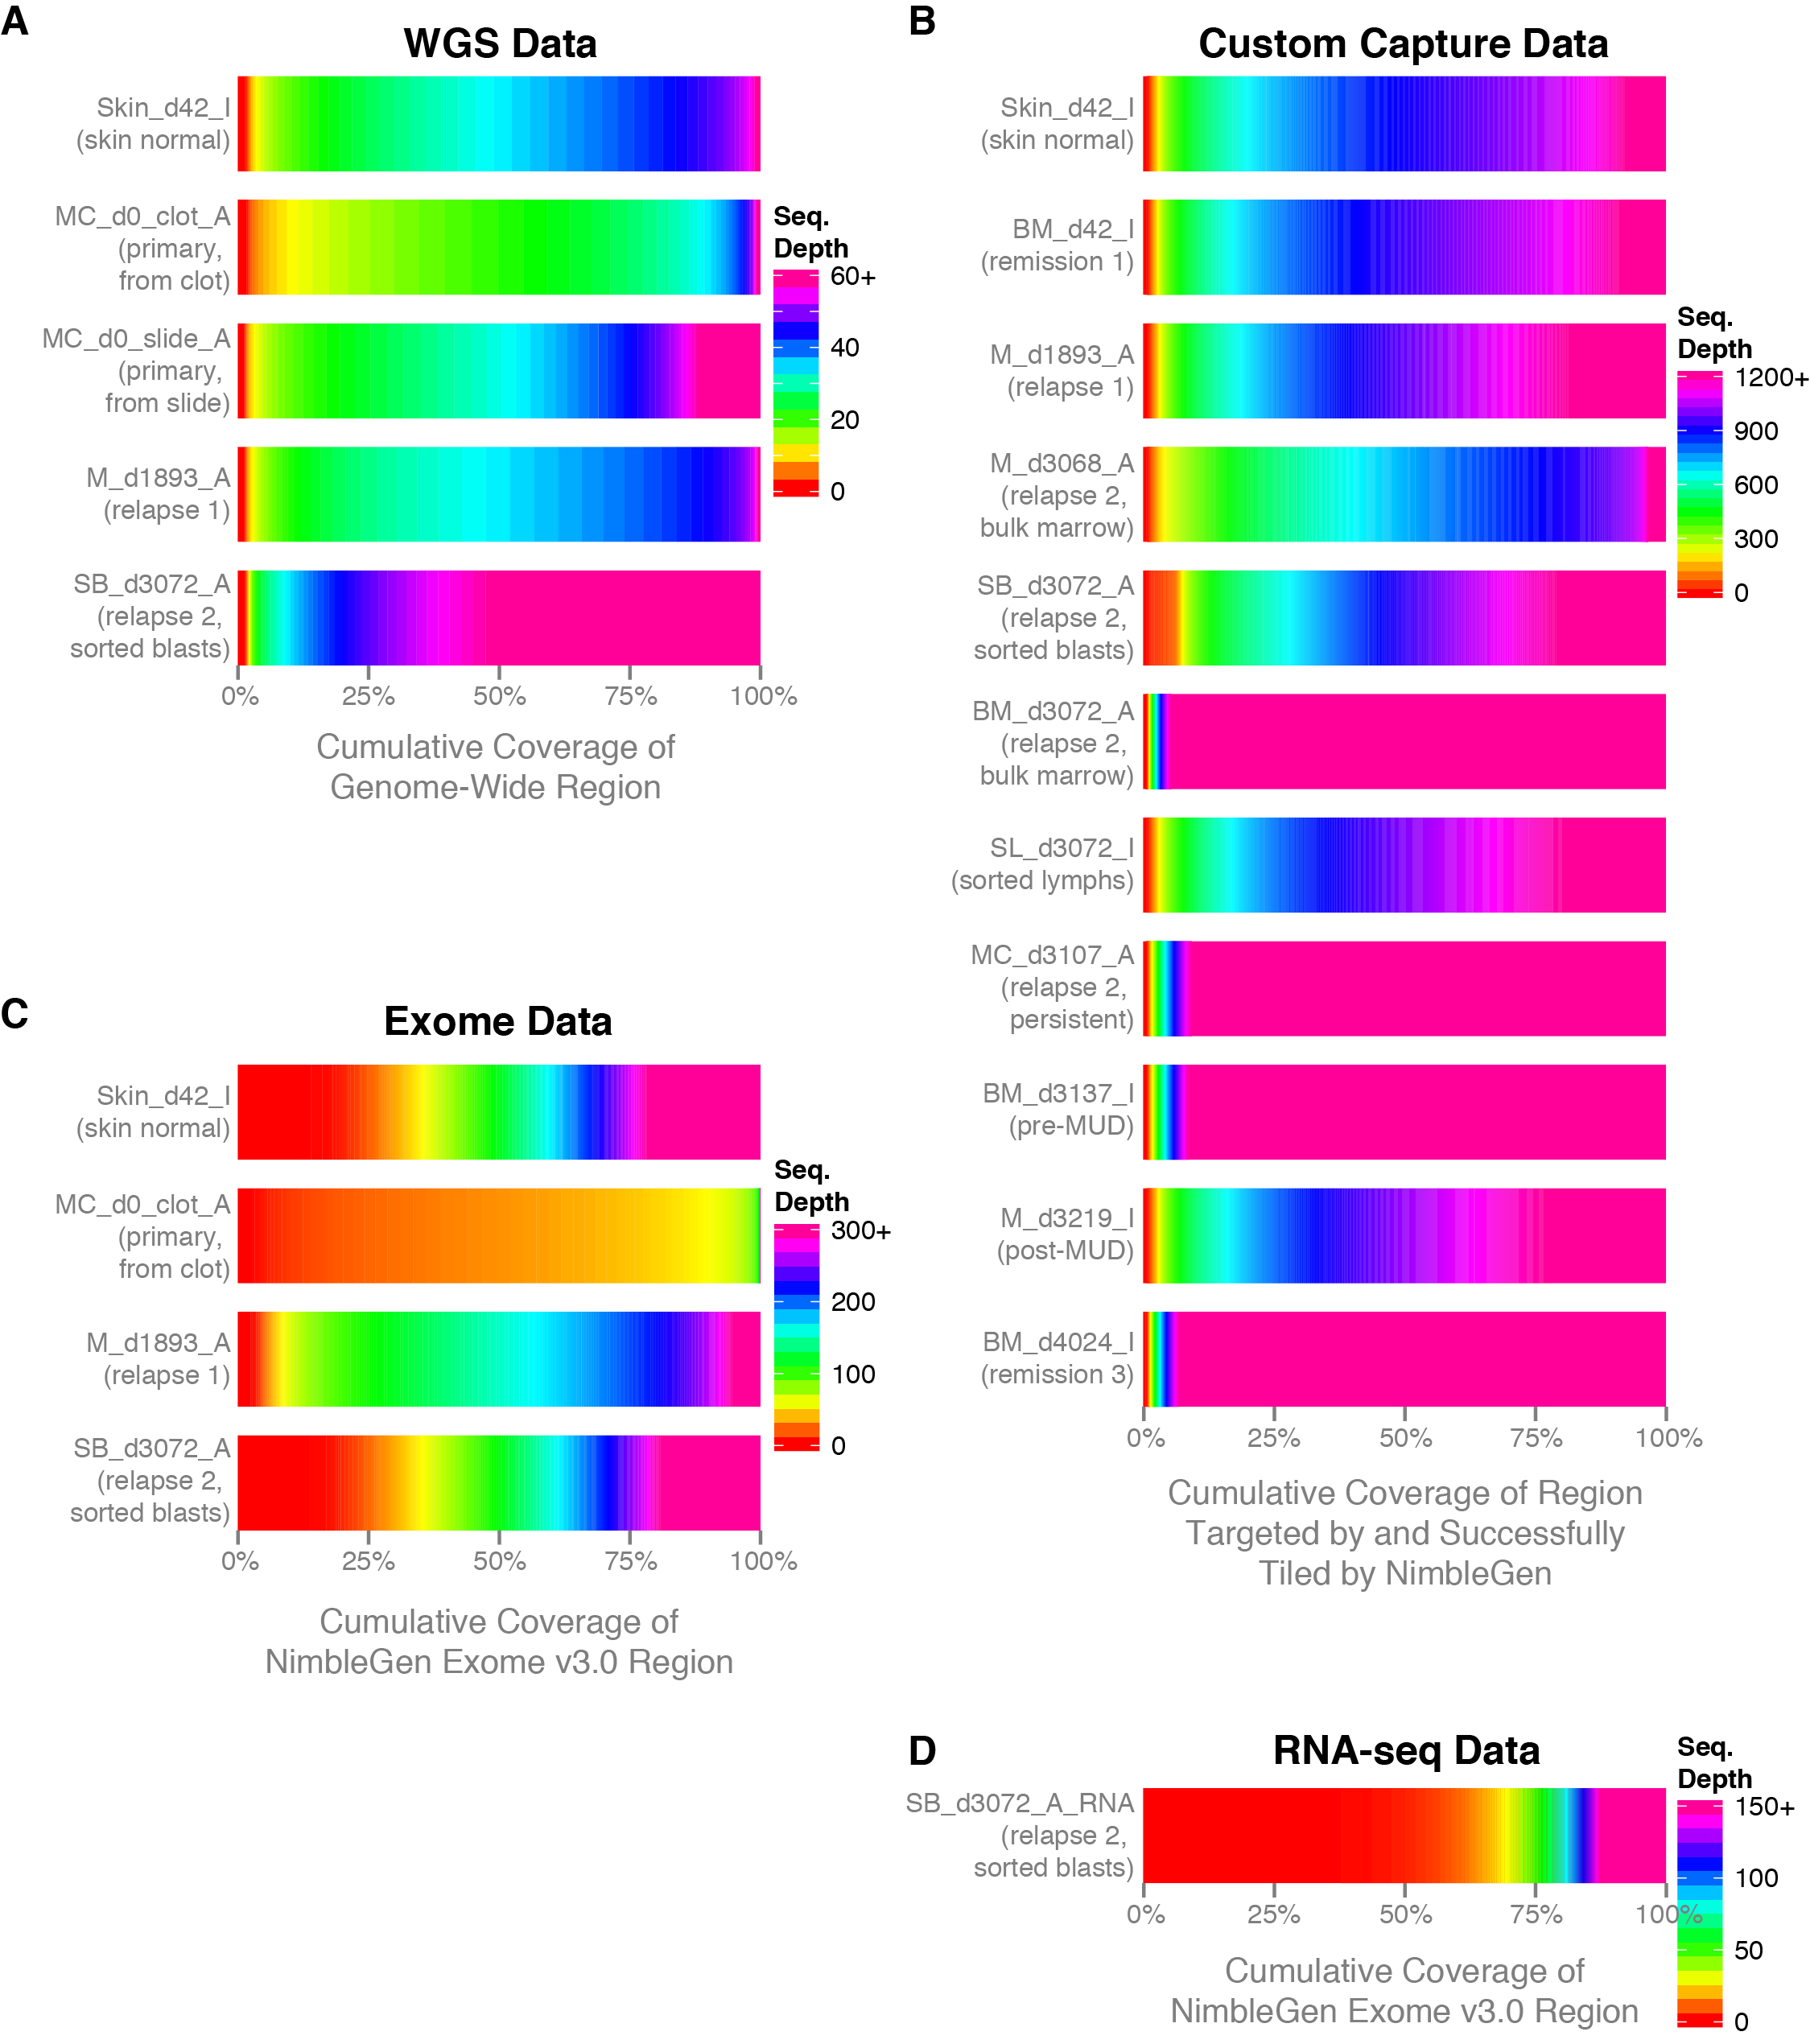 A
WGS Data
Skin_d42_I
(skin normal)
MC_d0_clot_A
(primary,
from clot)
MC_d0_slide_A
(primary,
from slide)
M_d1893_A
(relapse 1)
SB_d3072_A
(relapse 2,
sorted blasts)
0% 25% 50% 75% 100%
Cumulative Coverage of
Genome-Wide Region
Seq.
Depth
60+
40
20
0
B
Custom Capture Data
Skin_d42_I
(skin normal)
BM_d42_I
(remission 1)
M_d1893_A
(relapse 1)
M_d3068_A
(relapse 2,
bulk marrow)
SB_d3072_A
(relapse 2,
sorted blasts)
BM_d3072_A
(relapse 2,
bulk marrow)
SL_d3072_I
(sorted lymphs)
MC_d3107_A
(relapse 2,
persistent)
BM_d3137_I
(pre-MUD)
M_d3219_I
(post-MUD)
BM_d4024_I
(remission 3)
0% 25% 50% 75% 100%
Cumulative Coverage of Region
Targeted by and Successfully
Tiled by NimbleGen
Seq.
Depth
1200+
900
600
300
0
C
Exome Data
Skin_d42_I
(skin normal)
MC_d0_clot_A
(primary,
from clot)
M_d1893_A
(relapse 1)
SB_d3072_A
(relapse 2,
sorted blasts)
0% 25% 50% 75% 100%
Cumulative Coverage of
NimbleGen Exome v3.0 Region
Seq.
Depth
300+
200
100
0
D
RNA-seq Data
SB_d3072_A_RNA
(relapse 2,
sorted blasts)
0% 25% 50% 75% 100%
Cumulative Coverage of
NimbleGen Exome v3.0 Region
Seq.
Depth
150+
100
50
0